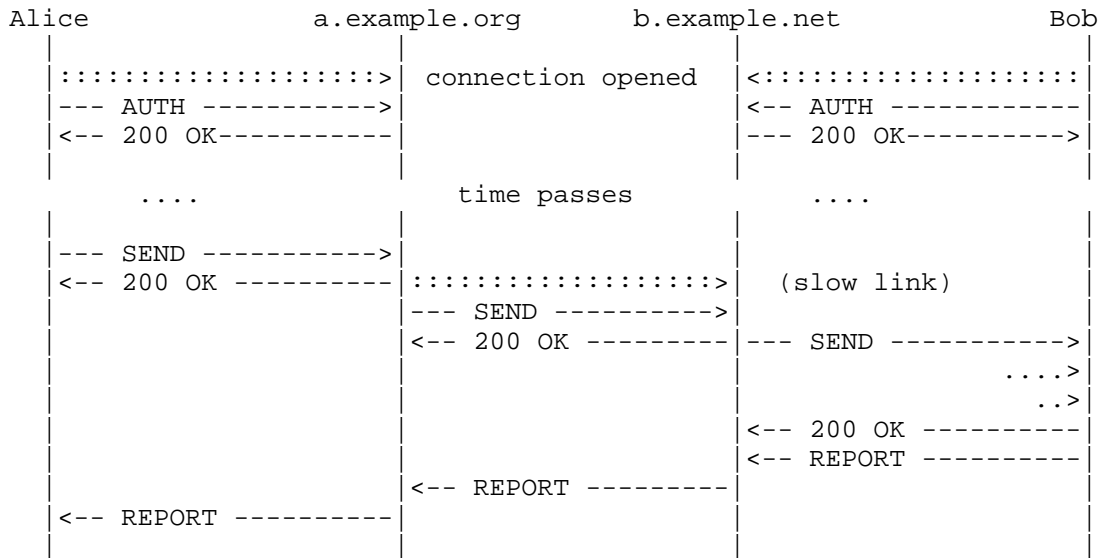 Alice a.example.org b.example.net Bob
| | | |
|:::::::::::::::::::::>| connection opened |<:::::::::::::::::::::|
|--- AUTH ----------->| |<-- AUTH ------------|
|<-- 200 OK-----------| |--- 200 OK---------->|
| | | |
.... time passes ....
| | | |
|--- SEND ----------->| | |
|<-- 200 OK ----------|:::::::::::::::::::>| (slow link) |
| |--- SEND ---------->| |
| |<-- 200 OK ---------|--- SEND ----------->|
| | | ....>|
| | | ..>|
| | |<-- 200 OK ----------|
| | |<-- REPORT ----------|
| |<-- REPORT ---------| |
|<-- REPORT ----------| | |
| | | |